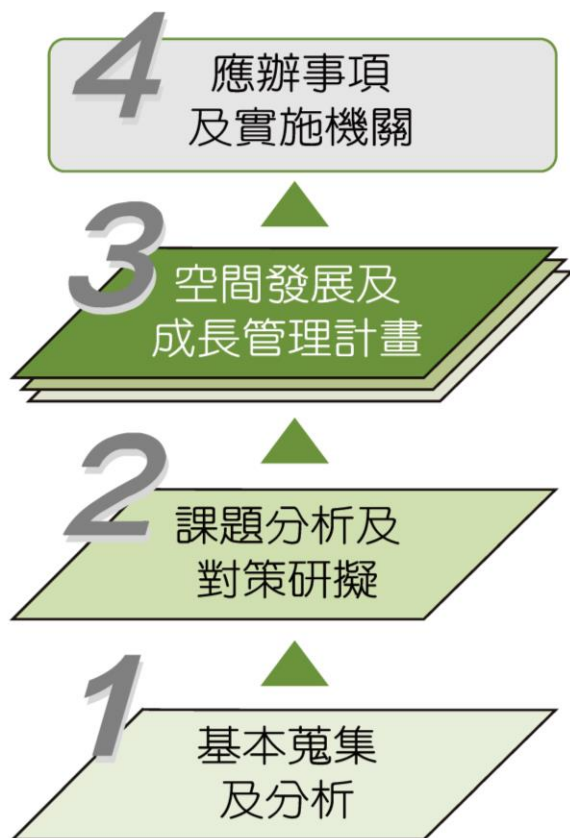 4
應辦事項
及實施機關
3
空間發展及
成長管理計畫
2
課題分析及
對策研擬
1
基本蒐集
及分析